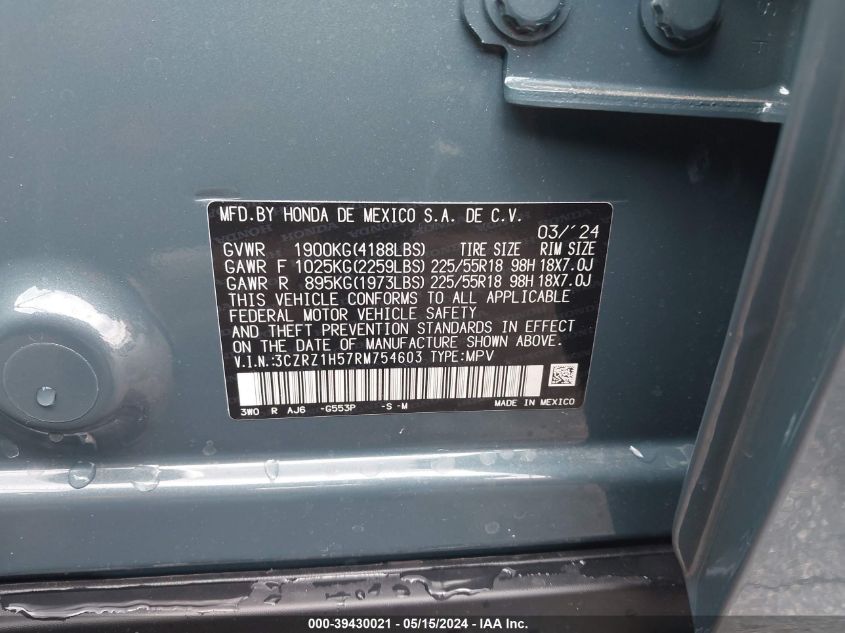 MFD.BY HONDA DE MEXICO S.A. DE C.V.
03/'24
GVWR 1900KG(4188LBS) TIRE SIZE RIM SIZE
GAWR F 1025KG(2259LBS) 225/55R18 98H 18X7.0J
GAWR R 895KG(1973LBS) 225/55R18 98H 18X7.0J
THIS VEHICLE CONFORMS TO ALL APPLICABLE
FEDERAL MOTOR VEHICLE SAFETY
AND THEFT PREVENTION STANDARDS IN EFFECT
ON THE DATE OF MANUFACTURE SHOWN ABOVE.
V.I.N.:3CZRZ1H57RM754603 TYPE:MPV
3WO R AJ6 -G553P -S -M MADE IN MEXICO
000-39430021 - 05/15/2024 - IAA Inc.